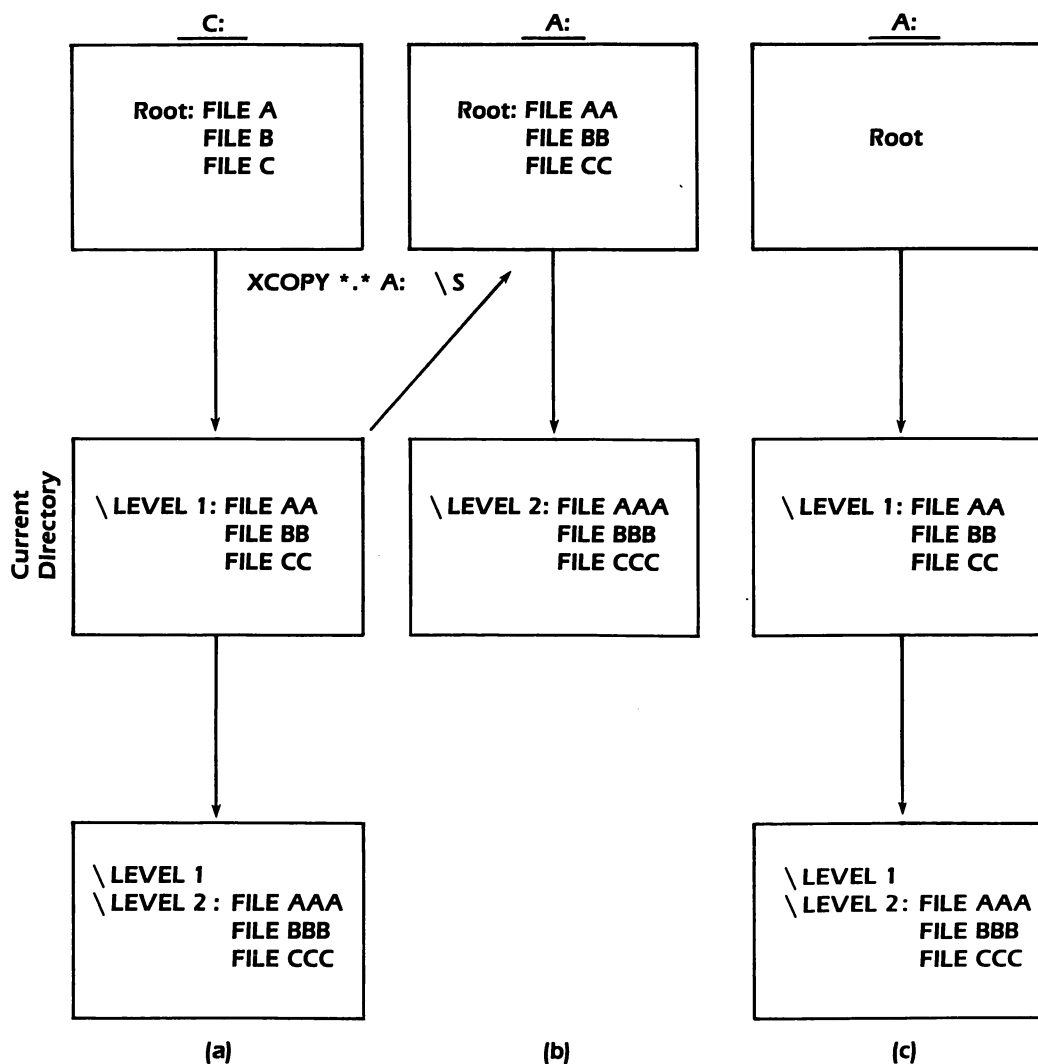 C:
Root: FILE A
FILE B
FILE C
A:
Root: FILE AA
FILE BB
FILE CC
A:
Root
XCOPY *.* A: \S
Current
Directory
\LEVEL 1: FILE AA
FILE BB
FILE CC
\LEVEL 2: FILE AAA
FILE BBB
FILE CCC
\LEVEL 1: FILE AA
FILE BB
FILE CC
\LEVEL 1
\LEVEL 2: FILE AAA
FILE BBB
FILE CCC
\LEVEL 1
\LEVEL 2: FILE AAA
FILE BBB
FILE CCC
(a)
(b)
(c)